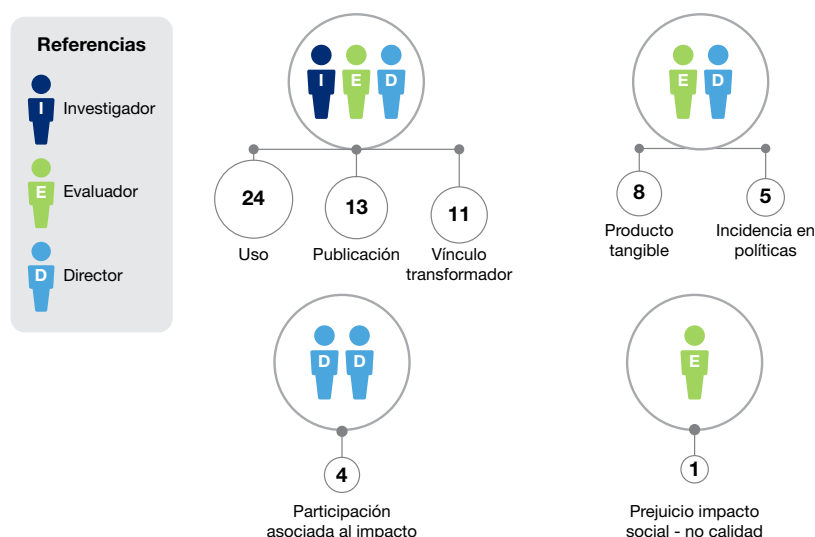 Referencias
I
Investigador
E
Evaluador
D
Director
I E D
24
Uso
13
Publicación
11
Vínculo
transformador
E D
8
Producto
tangible
5
Incidencia en
políticas
D D
4
Participación
asociada al impacto
E
1
Prejuicio impacto
social - no calidad